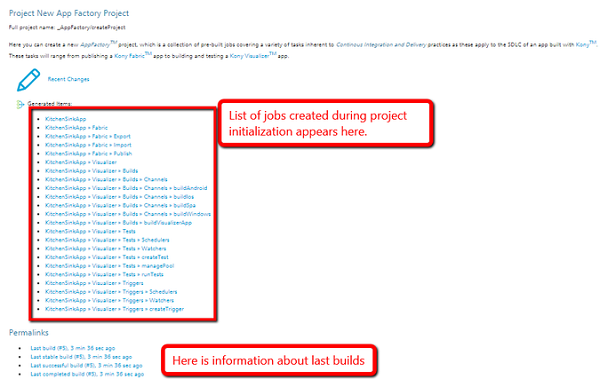 Project New App Factory Project
Full project name: _AppFactory/createProject
Here you can create a new AppFactory™ project, which is a collection of pre-built jobs covering a variety of tasks inherent to Continous Integration and Delivery practices as these apply to the SDLC of an app built with Kony™.
These tasks will range from publishing a Kony Fabric™ app to building and testing a Kony Visualizer™ app.
Recent Changes
Generated Items:
List of jobs created during project
initialization appears here.
KitchenSinkApp
KitchenSinkApp » Fabric
KitchenSinkApp » Fabric » Export
KitchenSinkApp » Fabric » Import
KitchenSinkApp » Fabric » Publish
KitchenSinkApp » Visualizer
KitchenSinkApp » Visualizer » Builds
KitchenSinkApp » Visualizer » Builds » Channels
KitchenSinkApp » Visualizer » Builds » Channels » buildAndroid
KitchenSinkApp » Visualizer » Builds » Channels » buildIos
KitchenSinkApp » Visualizer » Builds » Channels » buildSpa
KitchenSinkApp » Visualizer » Builds » Channels » buildWindows
KitchenSinkApp » Visualizer » Builds » buildVisualizerApp
KitchenSinkApp » Visualizer » Tests
KitchenSinkApp » Visualizer » Tests » Schedulers
KitchenSinkApp » Visualizer » Tests » Watchers
KitchenSinkApp » Visualizer » Tests » createTest
KitchenSinkApp » Visualizer » Tests » managePool
KitchenSinkApp » Visualizer » Tests » runTests
KitchenSinkApp » Visualizer » Triggers
KitchenSinkApp » Visualizer » Triggers » Schedulers
KitchenSinkApp » Visualizer » Triggers » Watchers
KitchenSinkApp » Visualizer » Triggers » createTrigger
Permalinks
Last build (#5), 3 min 36 sec ago
Last stable build (#5), 3 min 36 sec ago
Last successful build (#5), 3 min 36 sec ago
Last completed build (#5), 3 min 36 sec ago
Here is information about last builds